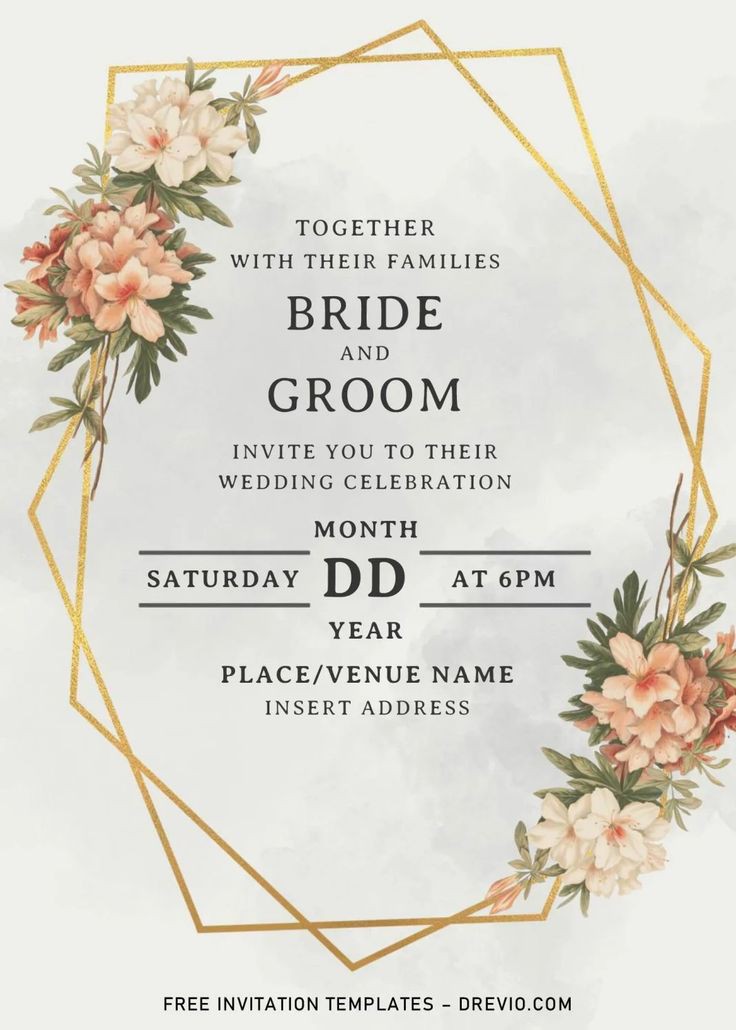 TOGETHER
WITH THEIR FAMILIES
BRIDE
AND
GROOM
INVITE YOU TO THEIR
WEDDING CELEBRATION
MONTH
SATURDAY DD AT 6PM
YEAR
PLACE/VENUE NAME
INSERT ADDRESS
FREE INVITATION TEMPLATES – DREVIO.COM